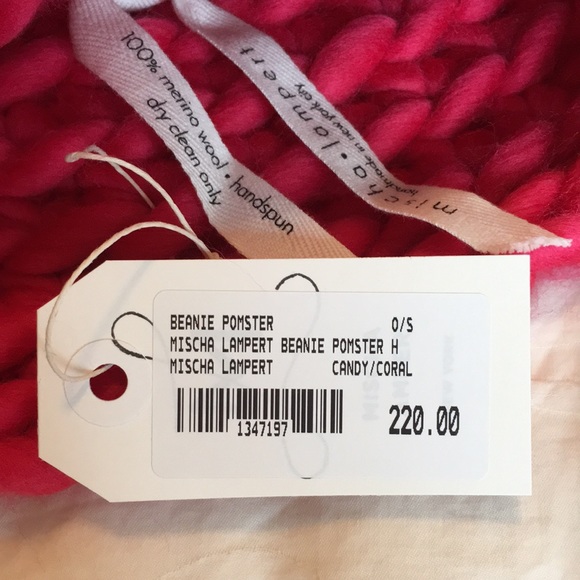 100% merino wool • handspun
dry clean only
mischa • lampert
handmade in new york city
BEANIE POMSTER O/S
MISCHA LAMPERT BEANIE POMSTER H
MISCHA LAMPERT CANDY/CORAL
1347197
220.00